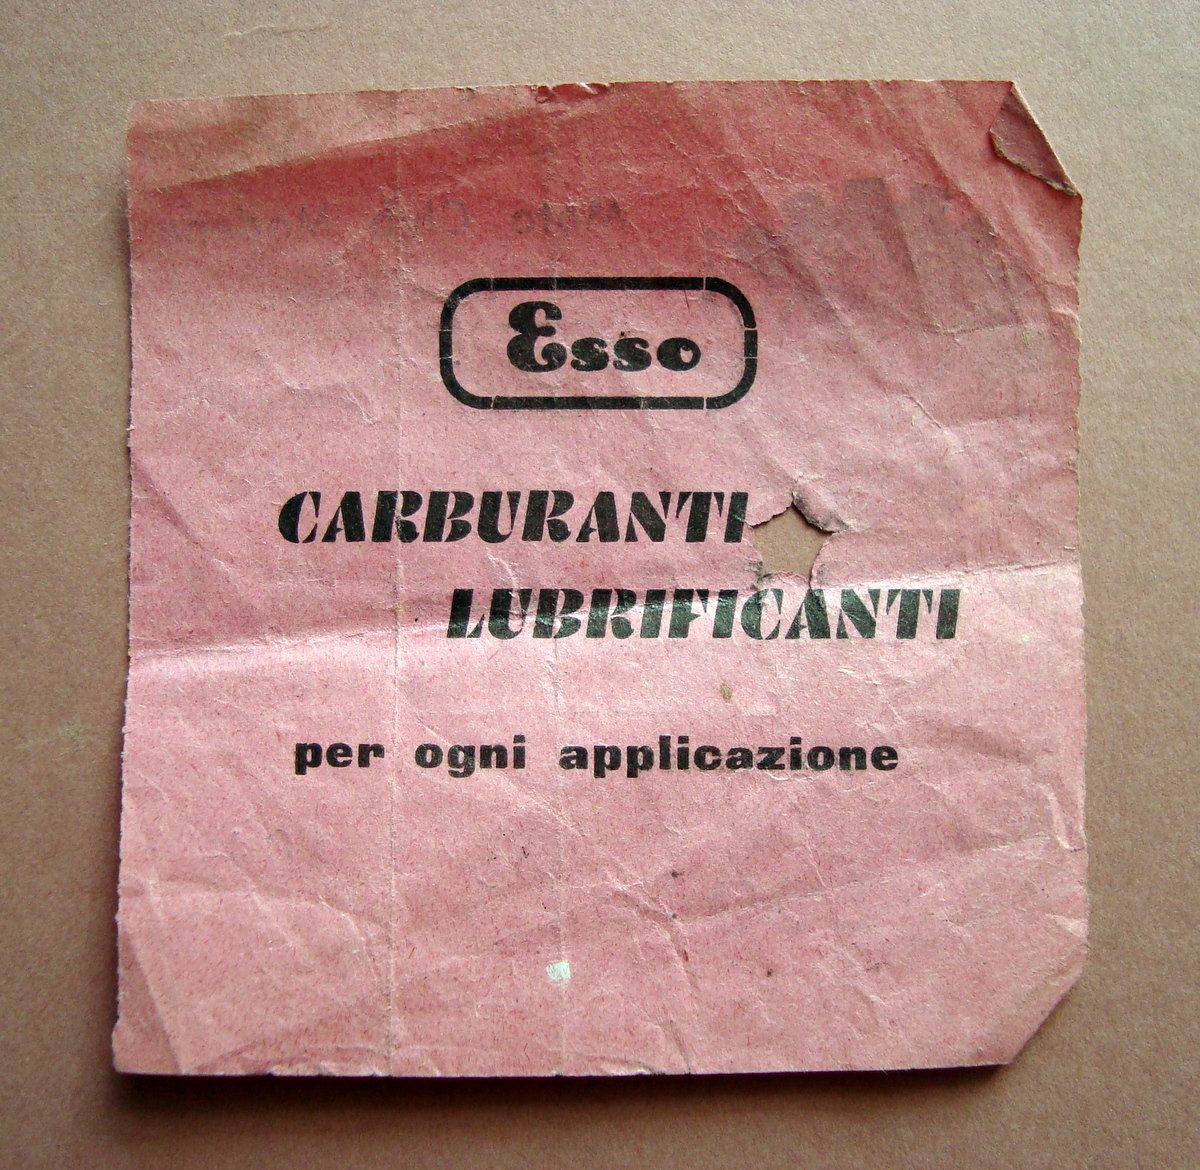 Esso
CARBURANTI
LUBRIFICANTI
per ogni applicazione